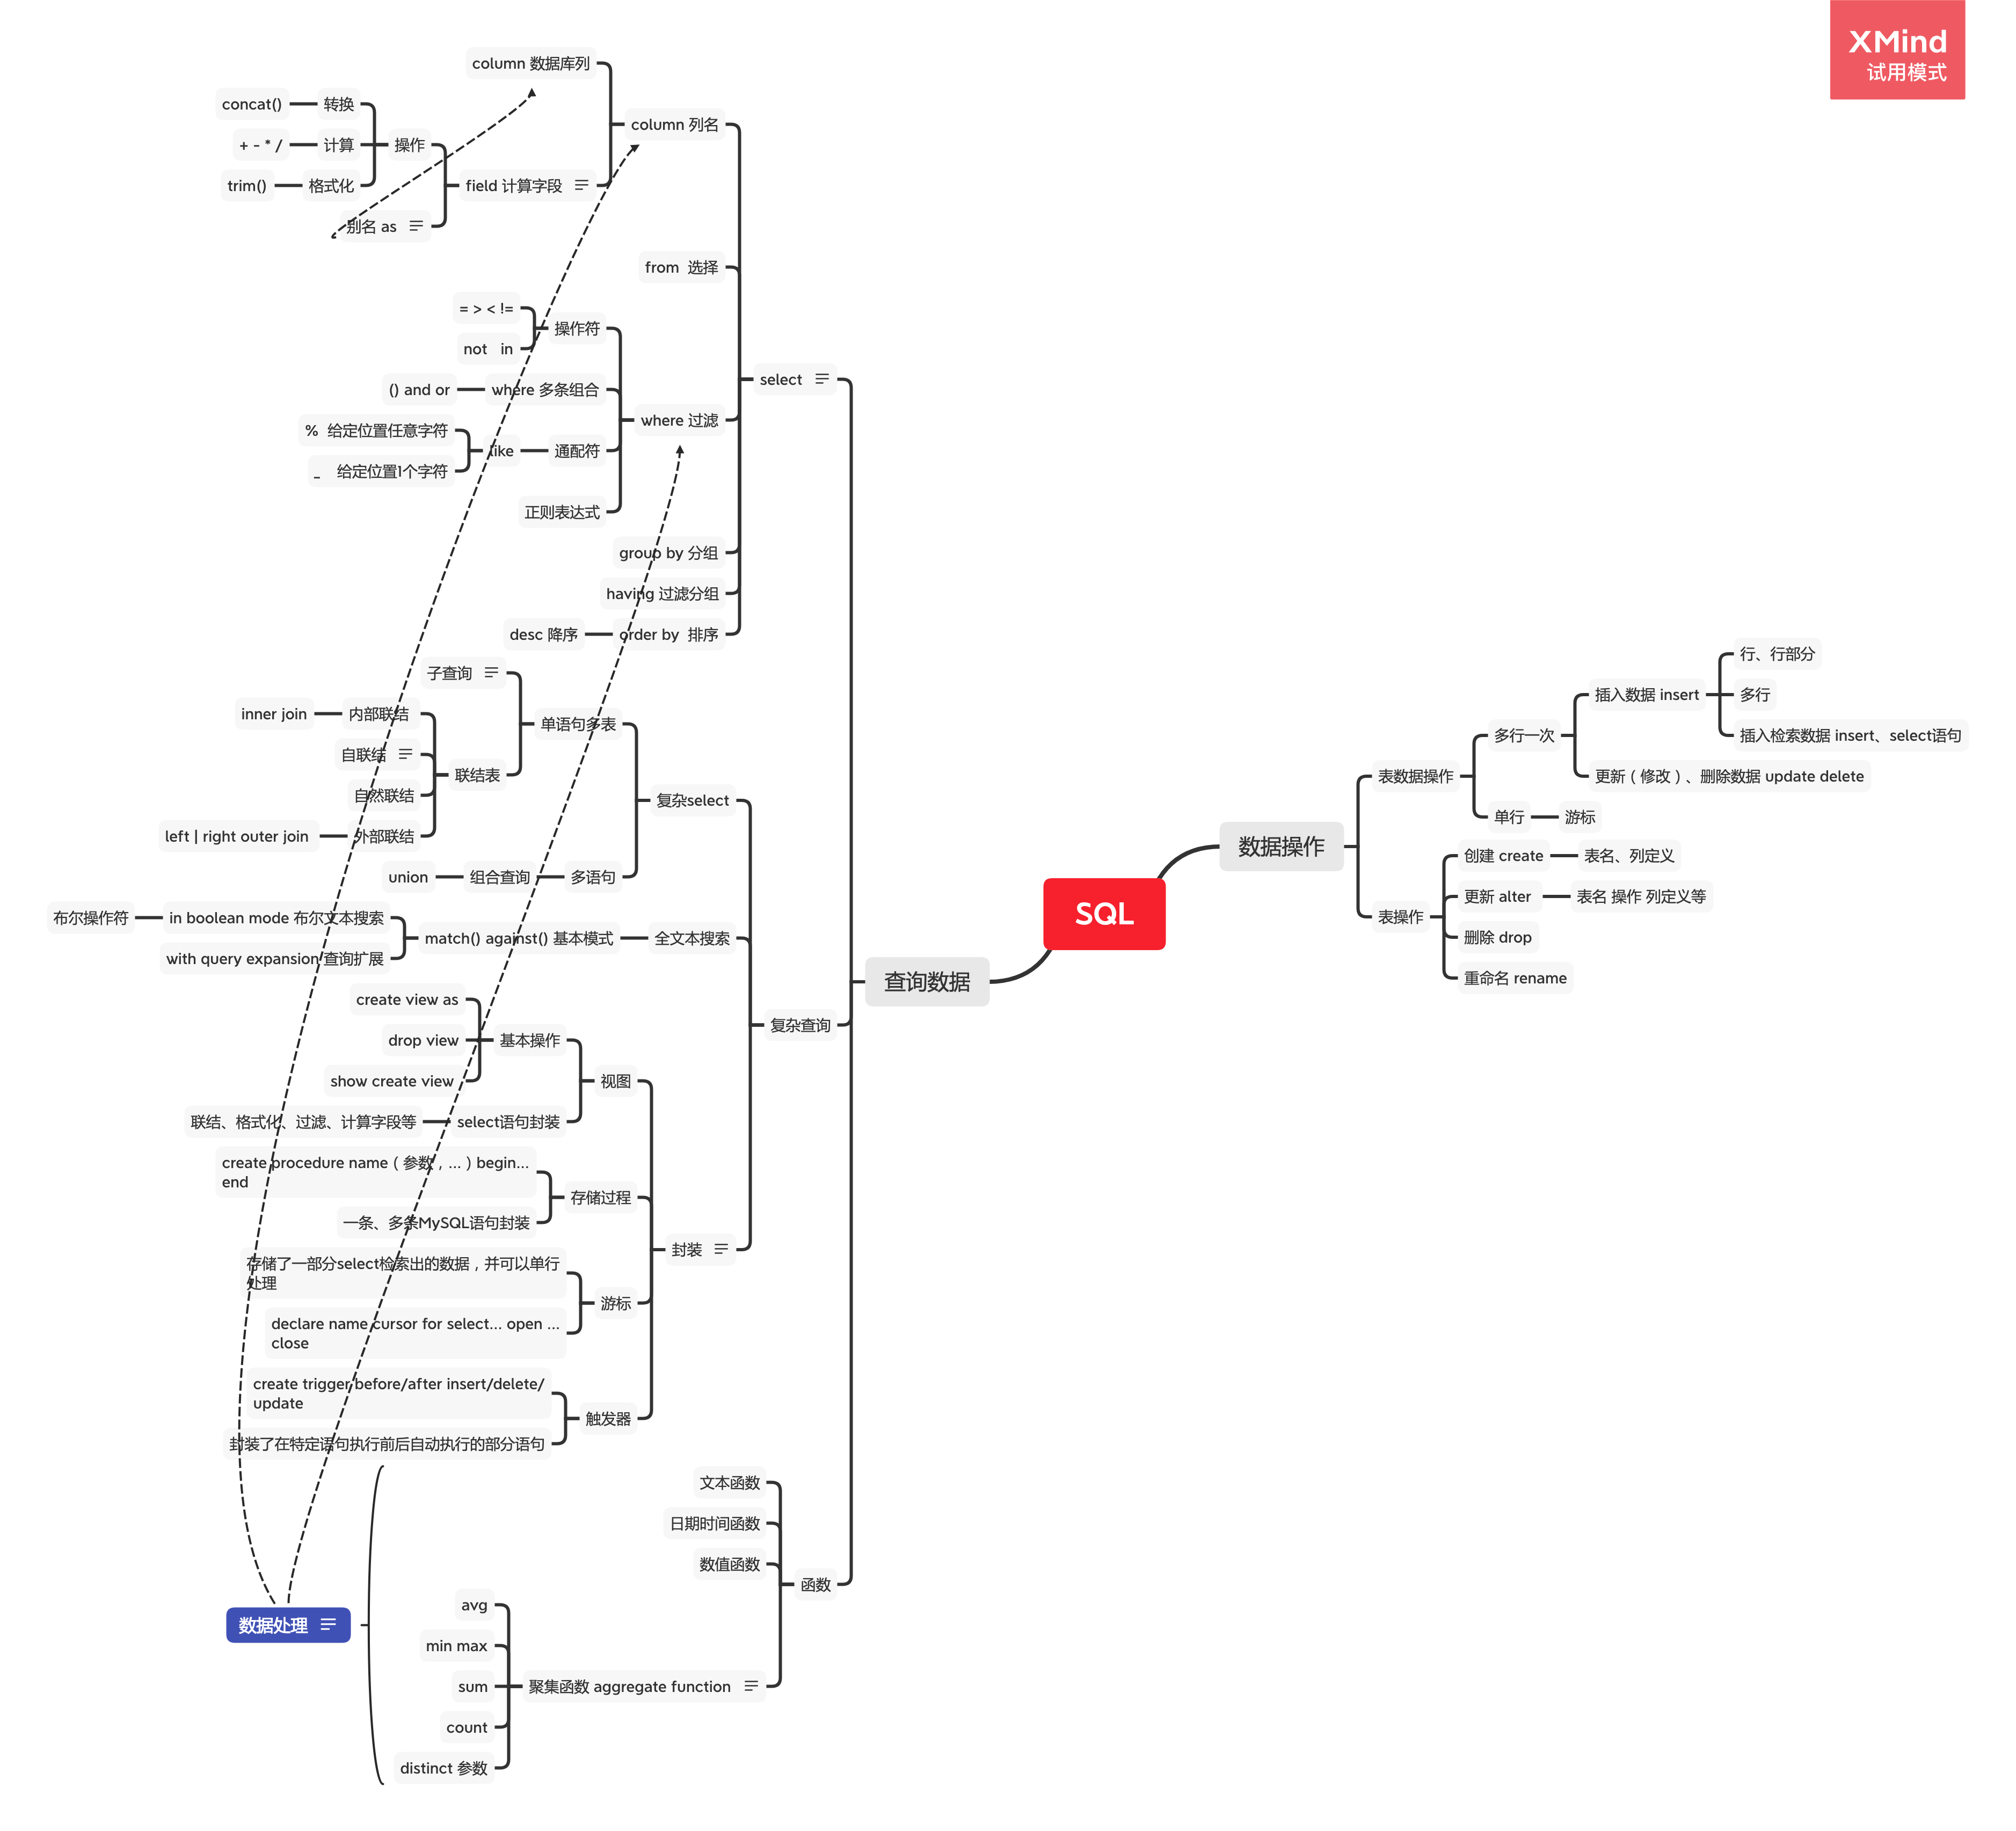 XMind
试用模式
column 数据库列
concat()
转换
column 列名
+ - * /
计算
操作
trim()
格式化
field 计算字段
别名 as
from 选择
= > < !=
操作符
not in
select
() and or
where 多条组合
where 过滤
% 给定位置任意字符
like
通配符
_ 给定位置1个字符
正则表达式
group by 分组
having 过滤分组
desc 降序
order by 排序
子查询
inner join
内部联结
单语句多表
自联结
联结表
自然联结
复杂select
left | right outer join
外部联结
union
组合查询
多语句
布尔操作符
in boolean mode 布尔文本搜索
match() against() 基本模式
全文本搜索
with query expansion 查询扩展
查询数据
create view as
复杂查询
drop view
基本操作
show create view
视图
联结、格式化、过滤、计算字段等
select语句封装
create procedure name（参数，...）begin...
end
存储过程
一条、多条MySQL语句封装
封装
存储了一部分select检索出的数据，并可以单行
处理
游标
declare name cursor for select... open ...
close
create trigger before/after insert/delete/
update
触发器
封装了在特定语句执行前后自动执行的部分语句
文本函数
日期时间函数
数值函数
函数
avg
数据处理
min max
sum
聚集函数 aggregate function
count
distinct 参数
SQL
数据操作
表数据操作
多行一次
插入数据 insert
行、行部分
多行
插入检索数据 insert、select语句
更新（修改）、删除数据 update delete
单行
游标
表操作
创建 create
表名、列定义
更新 alter
表名 操作 列定义等
删除 drop
重命名 rename